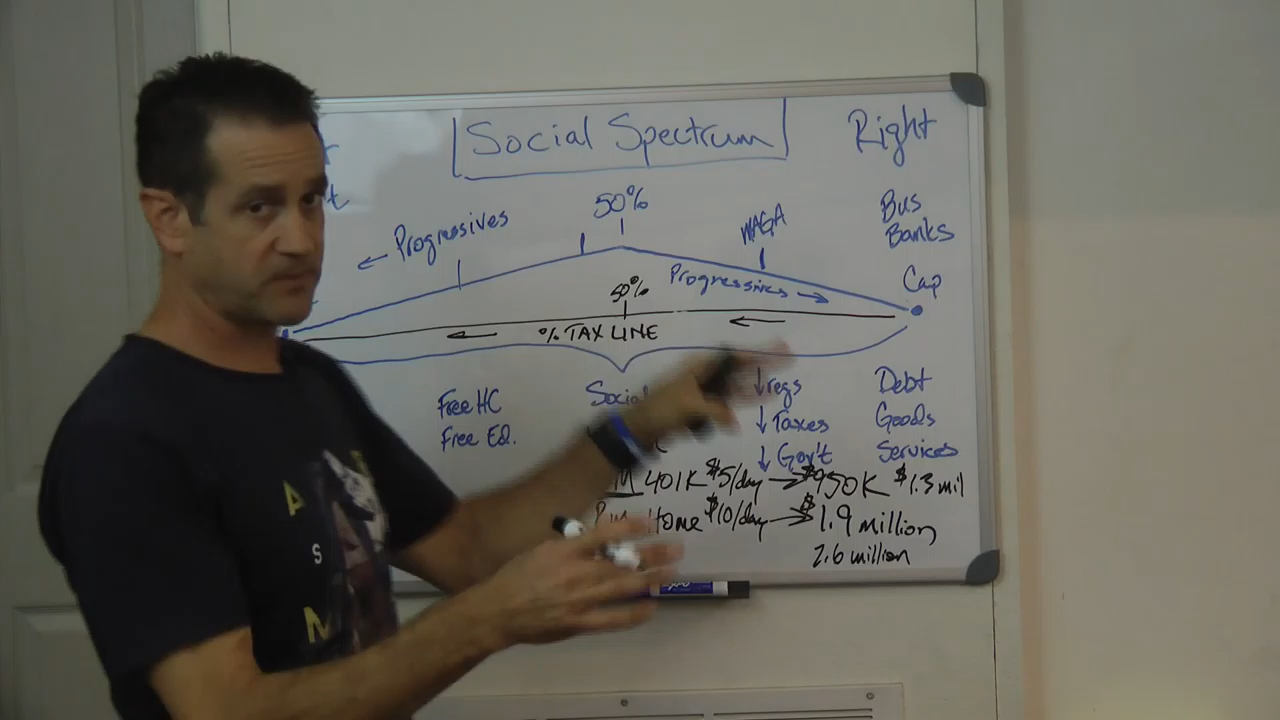 Social Spectrum
Right
50%
MAGA
Bus
Banks
← Progressives
Progressives →
Cap
50%
←
% TAX LINE
←
Free HC
Free Ed.
Social
↓ regs
↓ Taxes
↓ Gov't
Debt
Goods
Services
401K $5/day → $950K $1.3 mil
Home $10/day → $1.9 million
2.6 million
A
S
M